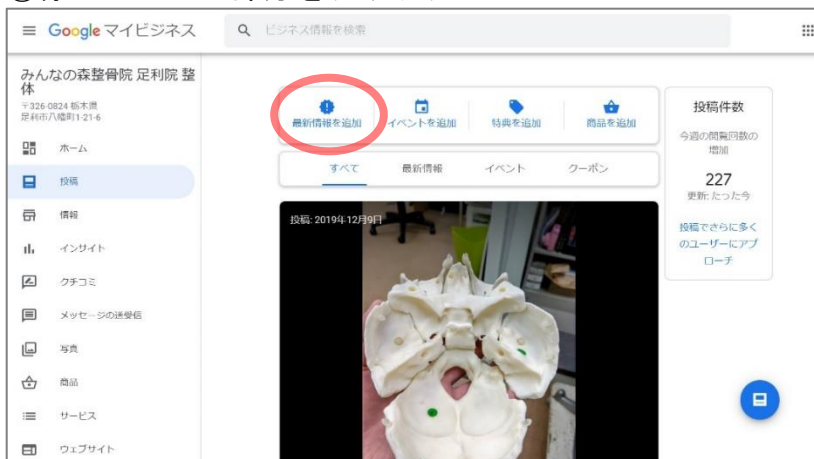 Google マイビジネス
ビジネス情報を検索
みんなの森整骨院 足利院 整
体
〒326-0824 栃木県
足利市八幡町1-21-6
ホーム
投稿
情報
インサイト
クチコミ
メッセージの送受信
写真
商品
サービス
ウェブサイト
最新情報を追加
イベントを追加
特典を追加
商品を追加
すべて
最新情報
イベント
クーポン
投稿: 2019年12月9日
投稿件数
今週の閲覧回数の
増加
227
更新: たった今
投稿でさらに多く
のユーザーにアプ
ローチ